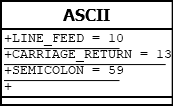 ASCII
+LINE_FEED = 10
+CARRIAGE_RETURN = 13
+SEMICOLON = 59
+